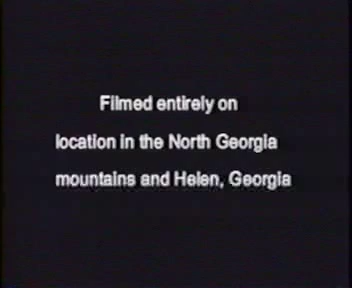 Filmed entirely on
location in the North Georgia
mountains and Helen, Georgia